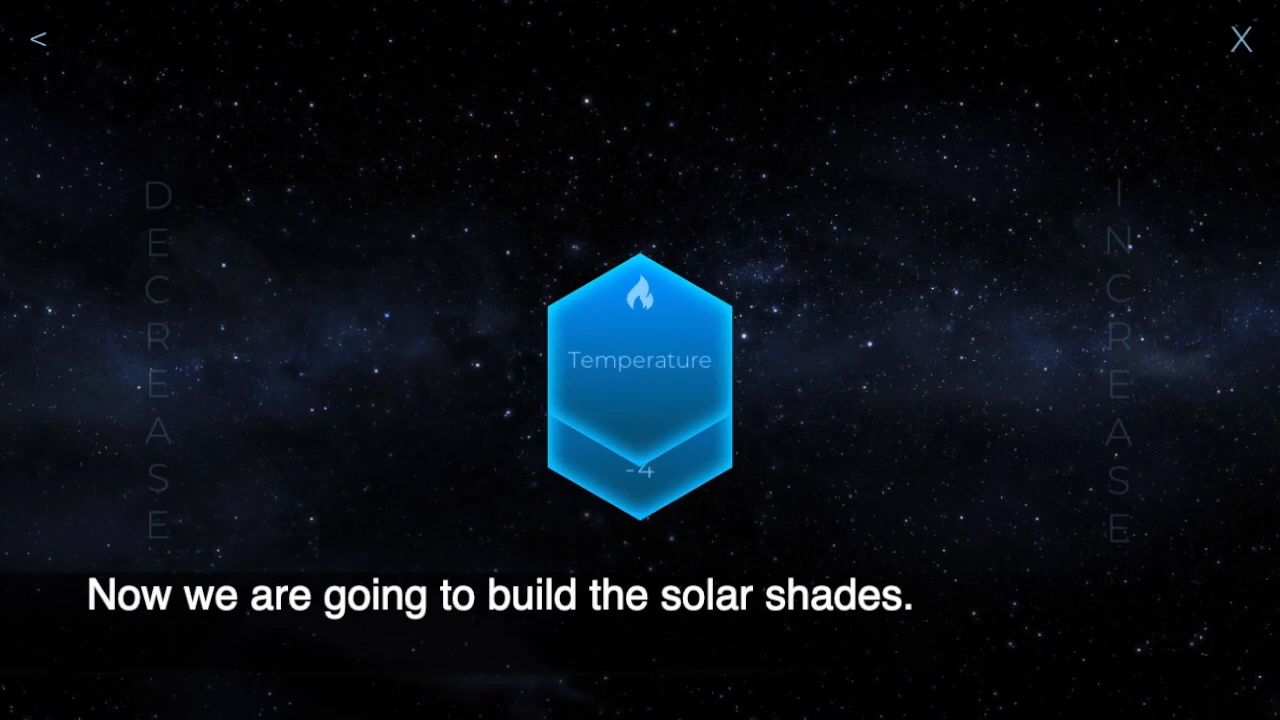 <
X
DECREASE
INCREASE
Temperature
-4
Now we are going to build the solar shades.